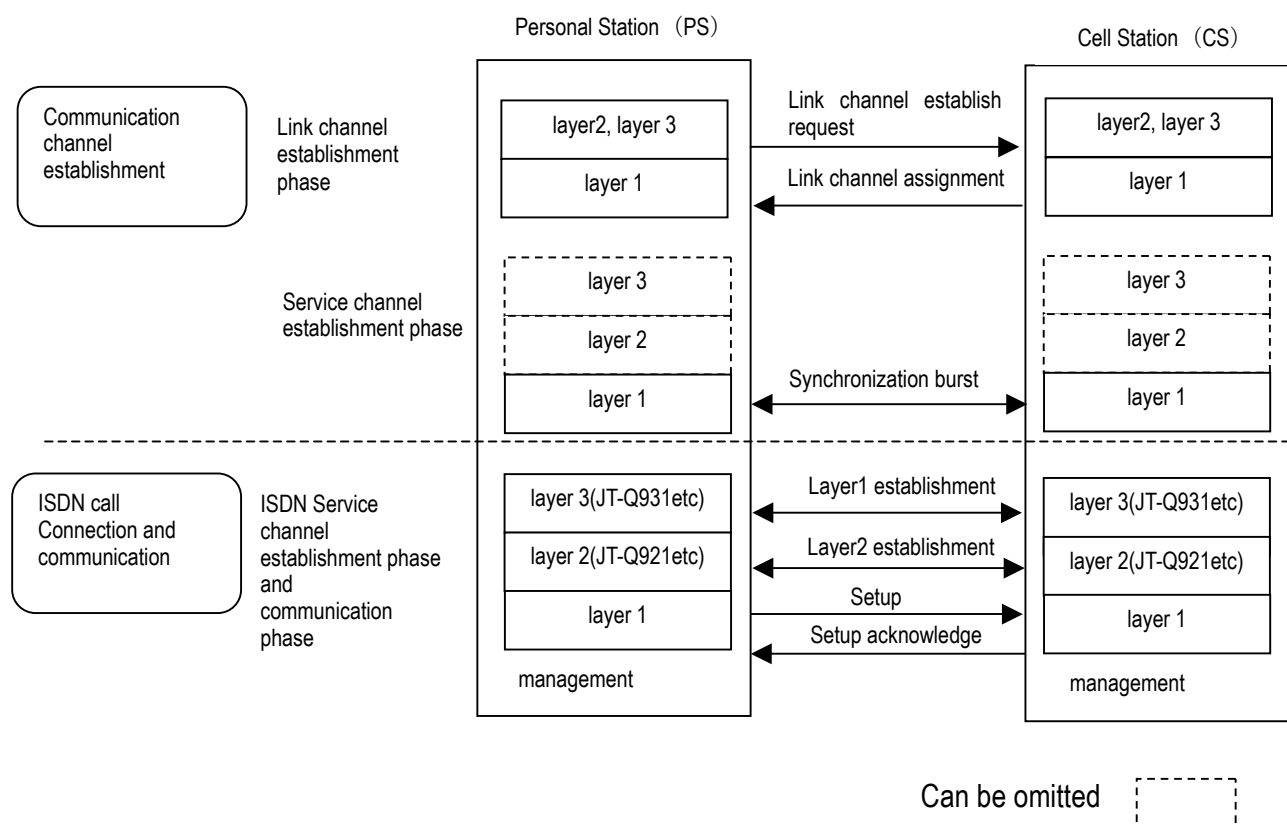 Personal Station （PS）
Cell Station （CS）
Communication
channel
establishment
Link channel
establishment
phase
layer2, layer 3
layer 1
Link channel establish
request
Link channel assignment
layer2, layer 3
layer 1
Service channel
establishment phase
layer 3
layer 2
layer 1
Synchronization burst
layer 3
layer 2
layer 1
ISDN call
Connection and
communication
ISDN Service
channel
establishment phase
and
communication
phase
layer 3(JT-Q931etc)
layer 2(JT-Q921etc)
layer 1
management
Layer1 establishment
Layer2 establishment
Setup
Setup acknowledge
layer 3(JT-Q931etc)
layer 2(JT-Q921etc)
layer 1
management
Can be omitted